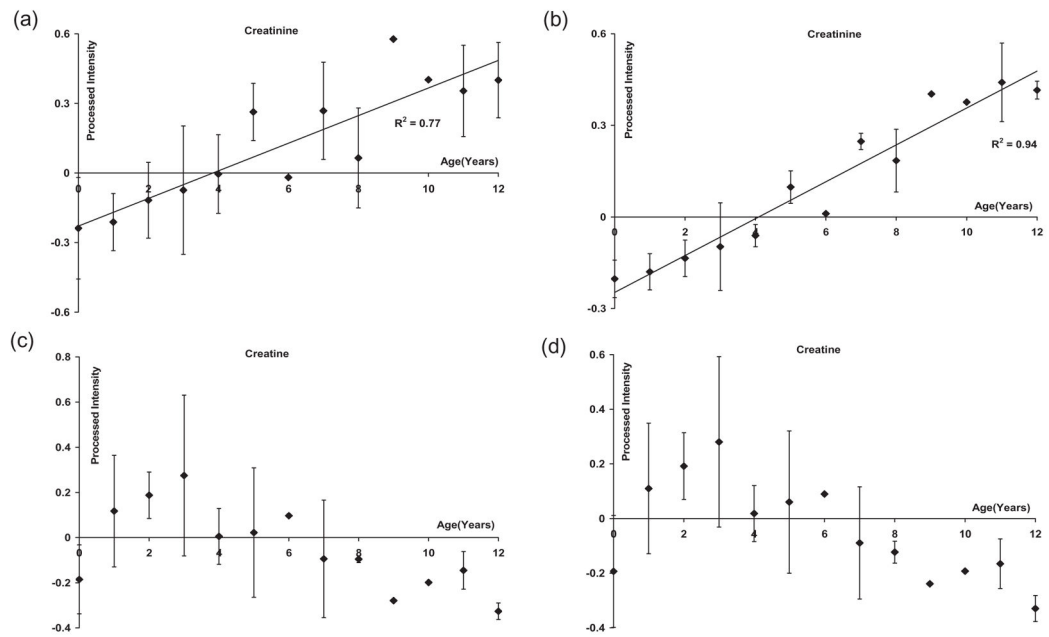 (a)
Creatinine
Processed Intensity
0.6
0.3
0
-0.3
-0.6
0
2
4
6
8
10
12
Age(Years)
R² = 0.77
(b)
Creatinine
Processed Intensity
0.6
0.3
0
-0.3
0
2
4
6
8
10
12
Age(Years)
R² = 0.94
(c)
Creatine
Processed Intensity
0.8
0.6
0.4
0.2
0
-0.2
-0.4
0
2
4
6
8
10
12
Age(Years)
(d)
Creatine
Processed Intensity
0.6
0.4
0.2
0
-0.2
-0.4
0
2
4
6
8
10
12
Age(Years)